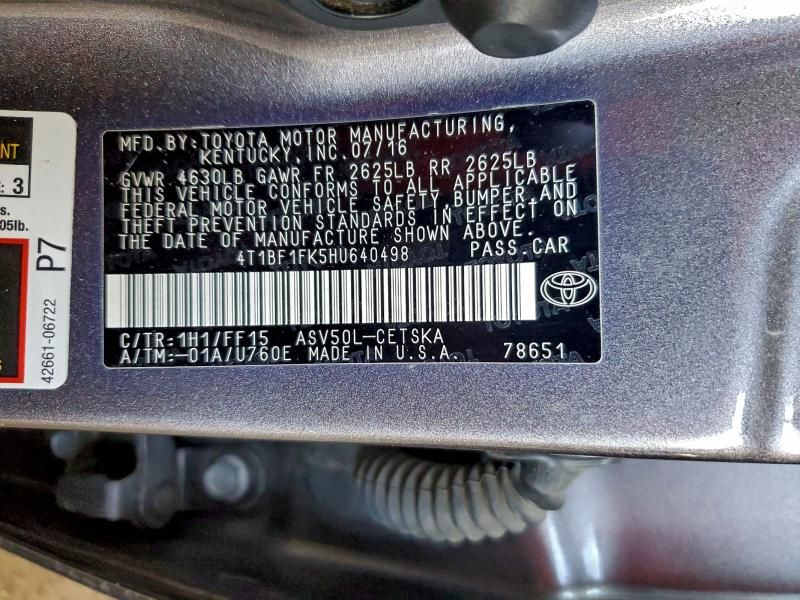 MFD.BY:TOYOTA MOTOR MANUFACTURING,
KENTUCKY,INC.07/16
GVWR 4630LB GAWR FR 2625LB RR 2625LB
THIS VEHICLE CONFORMS TO ALL APPLICABLE
FEDERAL MOTOR VEHICLE SAFETY,BUMPER AND
THEFT PREVENTION STANDARDS IN EFFECT ON
THE DATE OF MANUFACTURE SHOWN ABOVE.
4T1BF1FK5HU640498 PASS.CAR
C/TR:1H1/FF15 ASV50L-CETSKA
A/TM:-01A/U760E MADE IN U.S.A. 78651
NT
: 3
s.
05lb.
P7
42661-06722